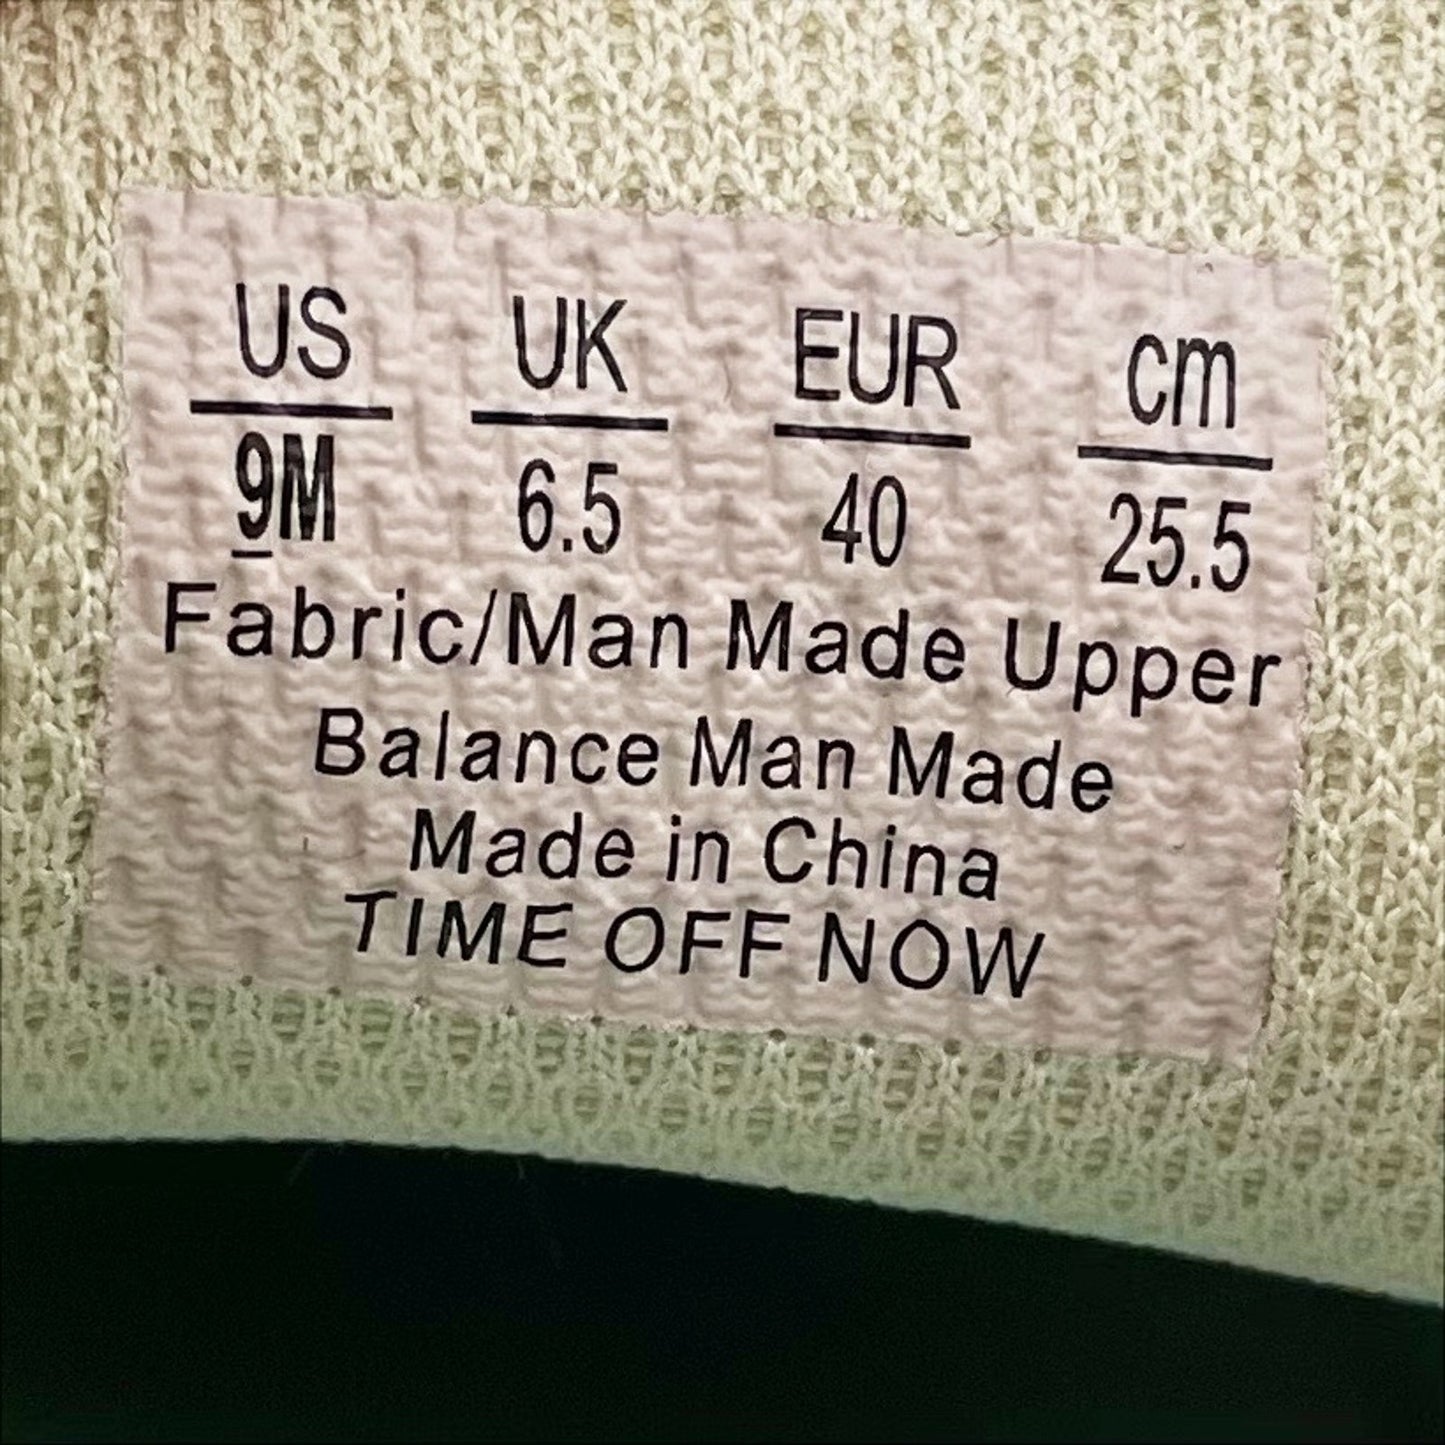 US UK EUR cm
9M 6.5 40 25.5
Fabric/Man Made Upper
Balance Man Made
Made in China
TIME OFF NOW